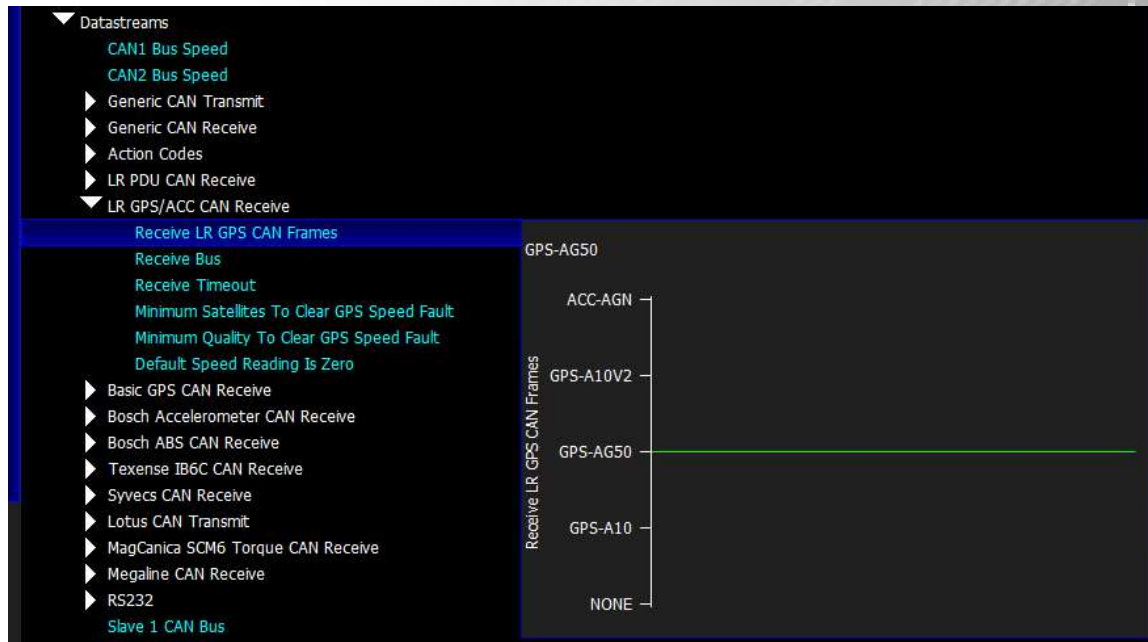 Datastreams
CAN1 Bus Speed
CAN2 Bus Speed
Generic CAN Transmit
Generic CAN Receive
Action Codes
LR PDU CAN Receive
LR GPS/ACC CAN Receive
Receive LR GPS CAN Frames
Receive Bus
Receive Timeout
Minimum Satellites To Clear GPS Speed Fault
Minimum Quality To Clear GPS Speed Fault
Default Speed Reading Is Zero
Basic GPS CAN Receive
Bosch Accelerometer CAN Receive
Bosch ABS CAN Receive
Texense IB6C CAN Receive
Syvecs CAN Receive
Lotus CAN Transmit
MagCanica SCM6 Torque CAN Receive
Megaline CAN Receive
RS232
Slave 1 CAN Bus
GPS-AG50
Receive LR GPS CAN Frames
ACC-AGN
GPS-A10V2
GPS-AG50
GPS-A10
NONE